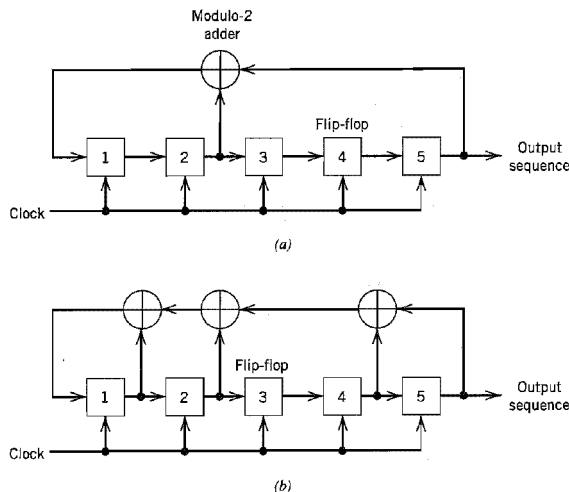 Modulo-2
adder
Flip-flop
1 2 3 4 5
Output
sequence
Clock
(a)
Flip-flop
1 2 3 4 5
Output
sequence
Clock
(b)